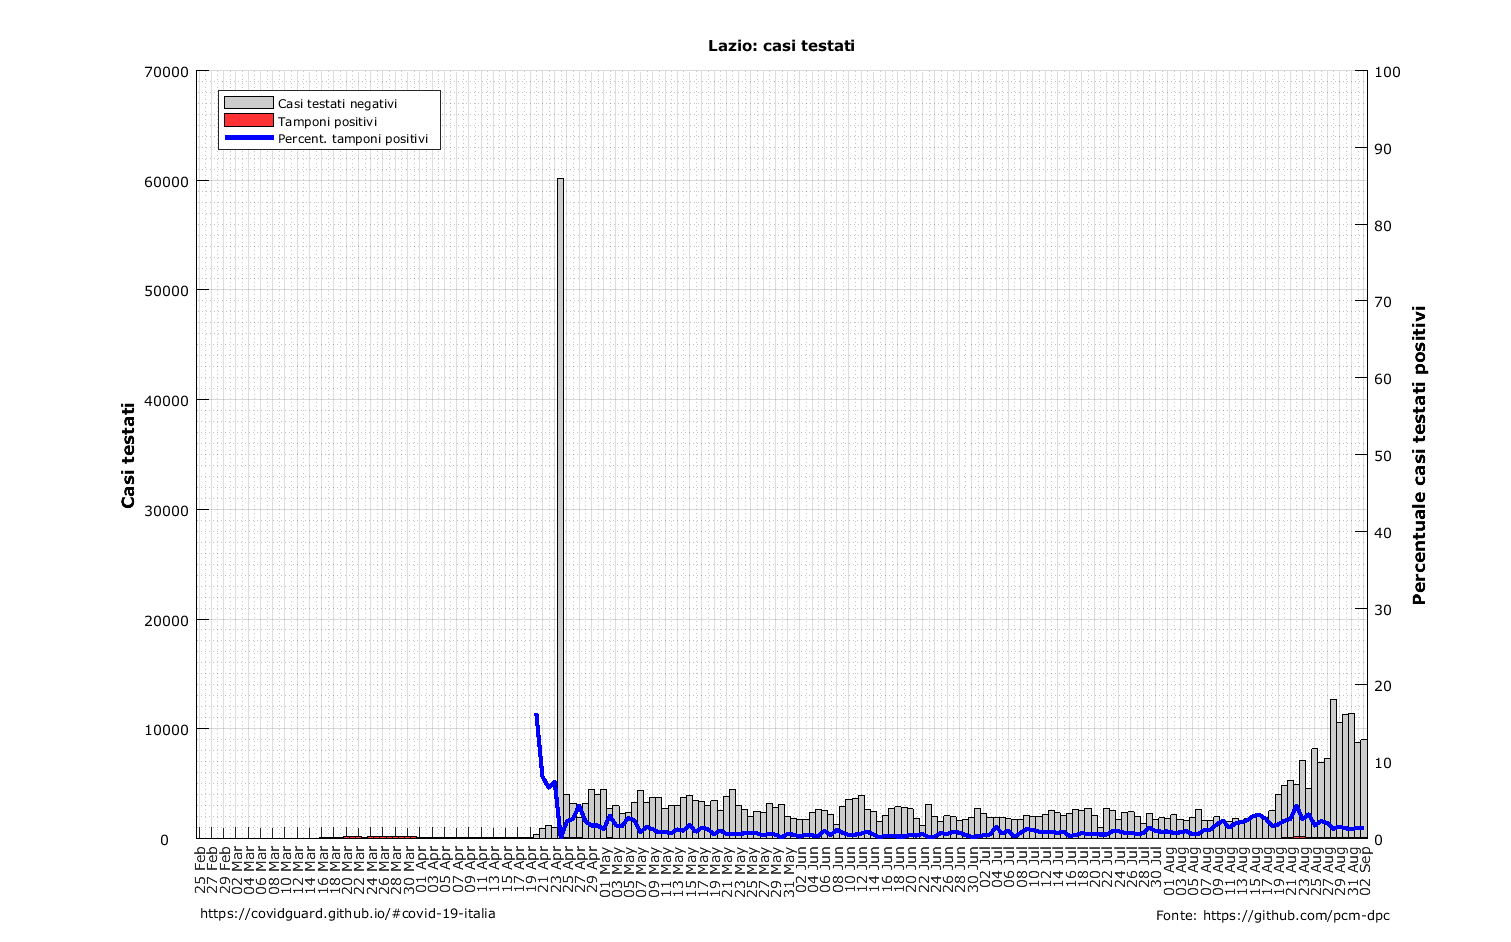 Lazio: casi testati
70000
60000
50000
40000
30000
20000
10000
0
Casi testati
Casi testati negativi
Tamponi positivi
Percent. tamponi positivi
100
90
80
70
60
50
40
30
20
10
0
Percentuale casi testati positivi
25 Feb
27 Feb
29 Feb
02 Mar
04 Mar
06 Mar
08 Mar
10 Mar
12 Mar
14 Mar
16 Mar
18 Mar
20 Mar
22 Mar
24 Mar
26 Mar
28 Mar
30 Mar
01 Apr
03 Apr
05 Apr
07 Apr
09 Apr
11 Apr
13 Apr
15 Apr
17 Apr
19 Apr
21 Apr
23 Apr
25 Apr
27 Apr
29 Apr
01 May
03 May
05 May
07 May
09 May
11 May
13 May
15 May
17 May
19 May
21 May
23 May
25 May
27 May
29 May
31 May
02 Jun
04 Jun
06 Jun
08 Jun
10 Jun
12 Jun
14 Jun
16 Jun
18 Jun
20 Jun
22 Jun
24 Jun
26 Jun
28 Jun
30 Jun
02 Jul
04 Jul
06 Jul
08 Jul
10 Jul
12 Jul
14 Jul
16 Jul
18 Jul
20 Jul
22 Jul
24 Jul
26 Jul
28 Jul
30 Jul
01 Aug
03 Aug
05 Aug
07 Aug
09 Aug
11 Aug
13 Aug
15 Aug
17 Aug
19 Aug
21 Aug
23 Aug
25 Aug
27 Aug
29 Aug
31 Aug
02 Sep
https://covidguard.github.io/#covid-19-italia
Fonte: https://github.com/pcm-dpc